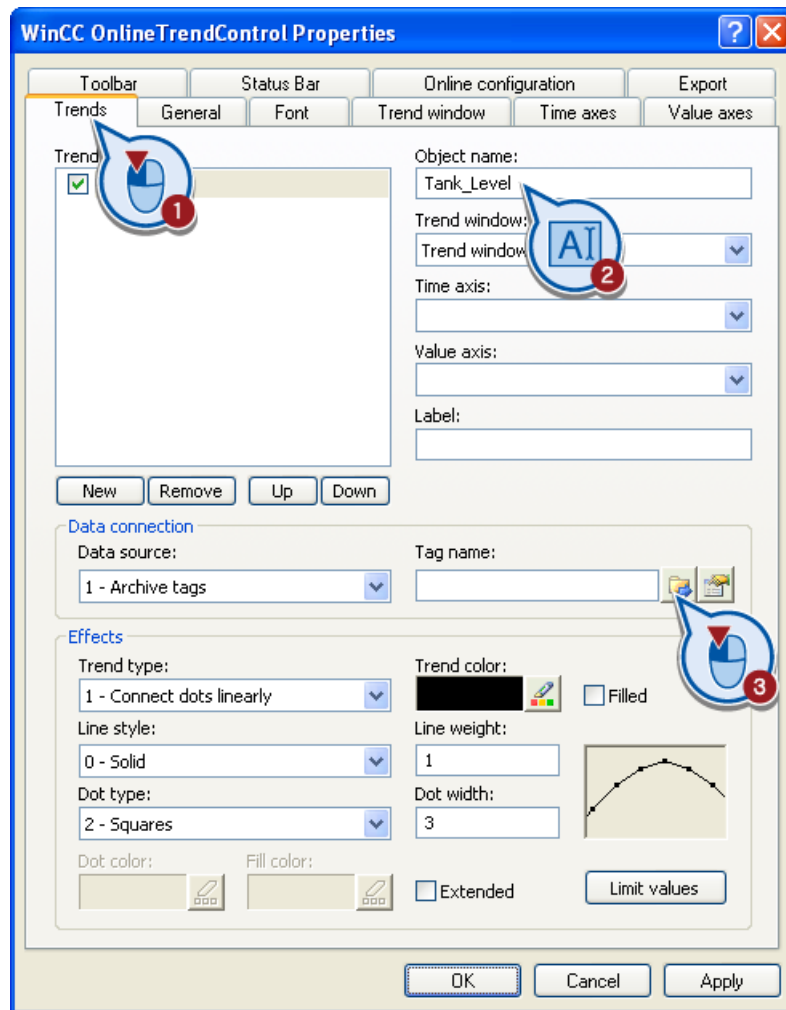 WinCC OnlineTrendControl Properties
Toolbar Status Bar Online configuration Export
Trends General Font Trend window Time axes Value axes
Object name:
Tank_Level
Trend window:
Trend window
Time axis:
Value axis:
Label:
1
2
New Remove Up Down
Data connection
Data source: Tag name:
1 - Archive tags
3
Effects
Trend type: Trend color:
1 - Connect dots linearly Filled
Line style: Line weight:
0 - Solid 1
Dot type: Dot width:
2 - Squares 3
Dot color: Fill color:
Extended Limit values
OK Cancel Apply